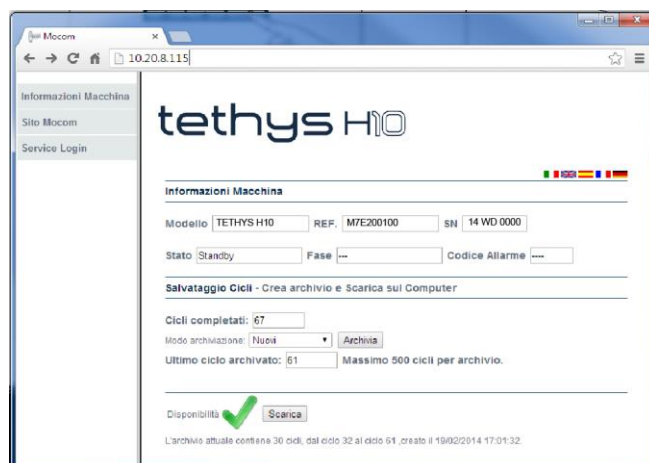 Mocom
10.20.8.115
Informazioni Macchina
Sito Mocom
Service Login
tethys H10
Informazioni Macchina
Modello TETHYS H10 REF. M7E200100 SN 14 WD 0000
Stato Standby Fase --- Codice Allarme ----
Salvataggio Cicli - Crea archivio e Scarica sul Computer
Cicli completati: 67
Modo archiviazione: Nuovi Archivia
Ultimo ciclo archivato: 61 Massimo 500 cicli per archivio.
Disponibilità Scarica
L'archivio attuale contiene 30 cicli, dal ciclo 32 al ciclo 61 ,creato il 19/02/2014 17:01:32.